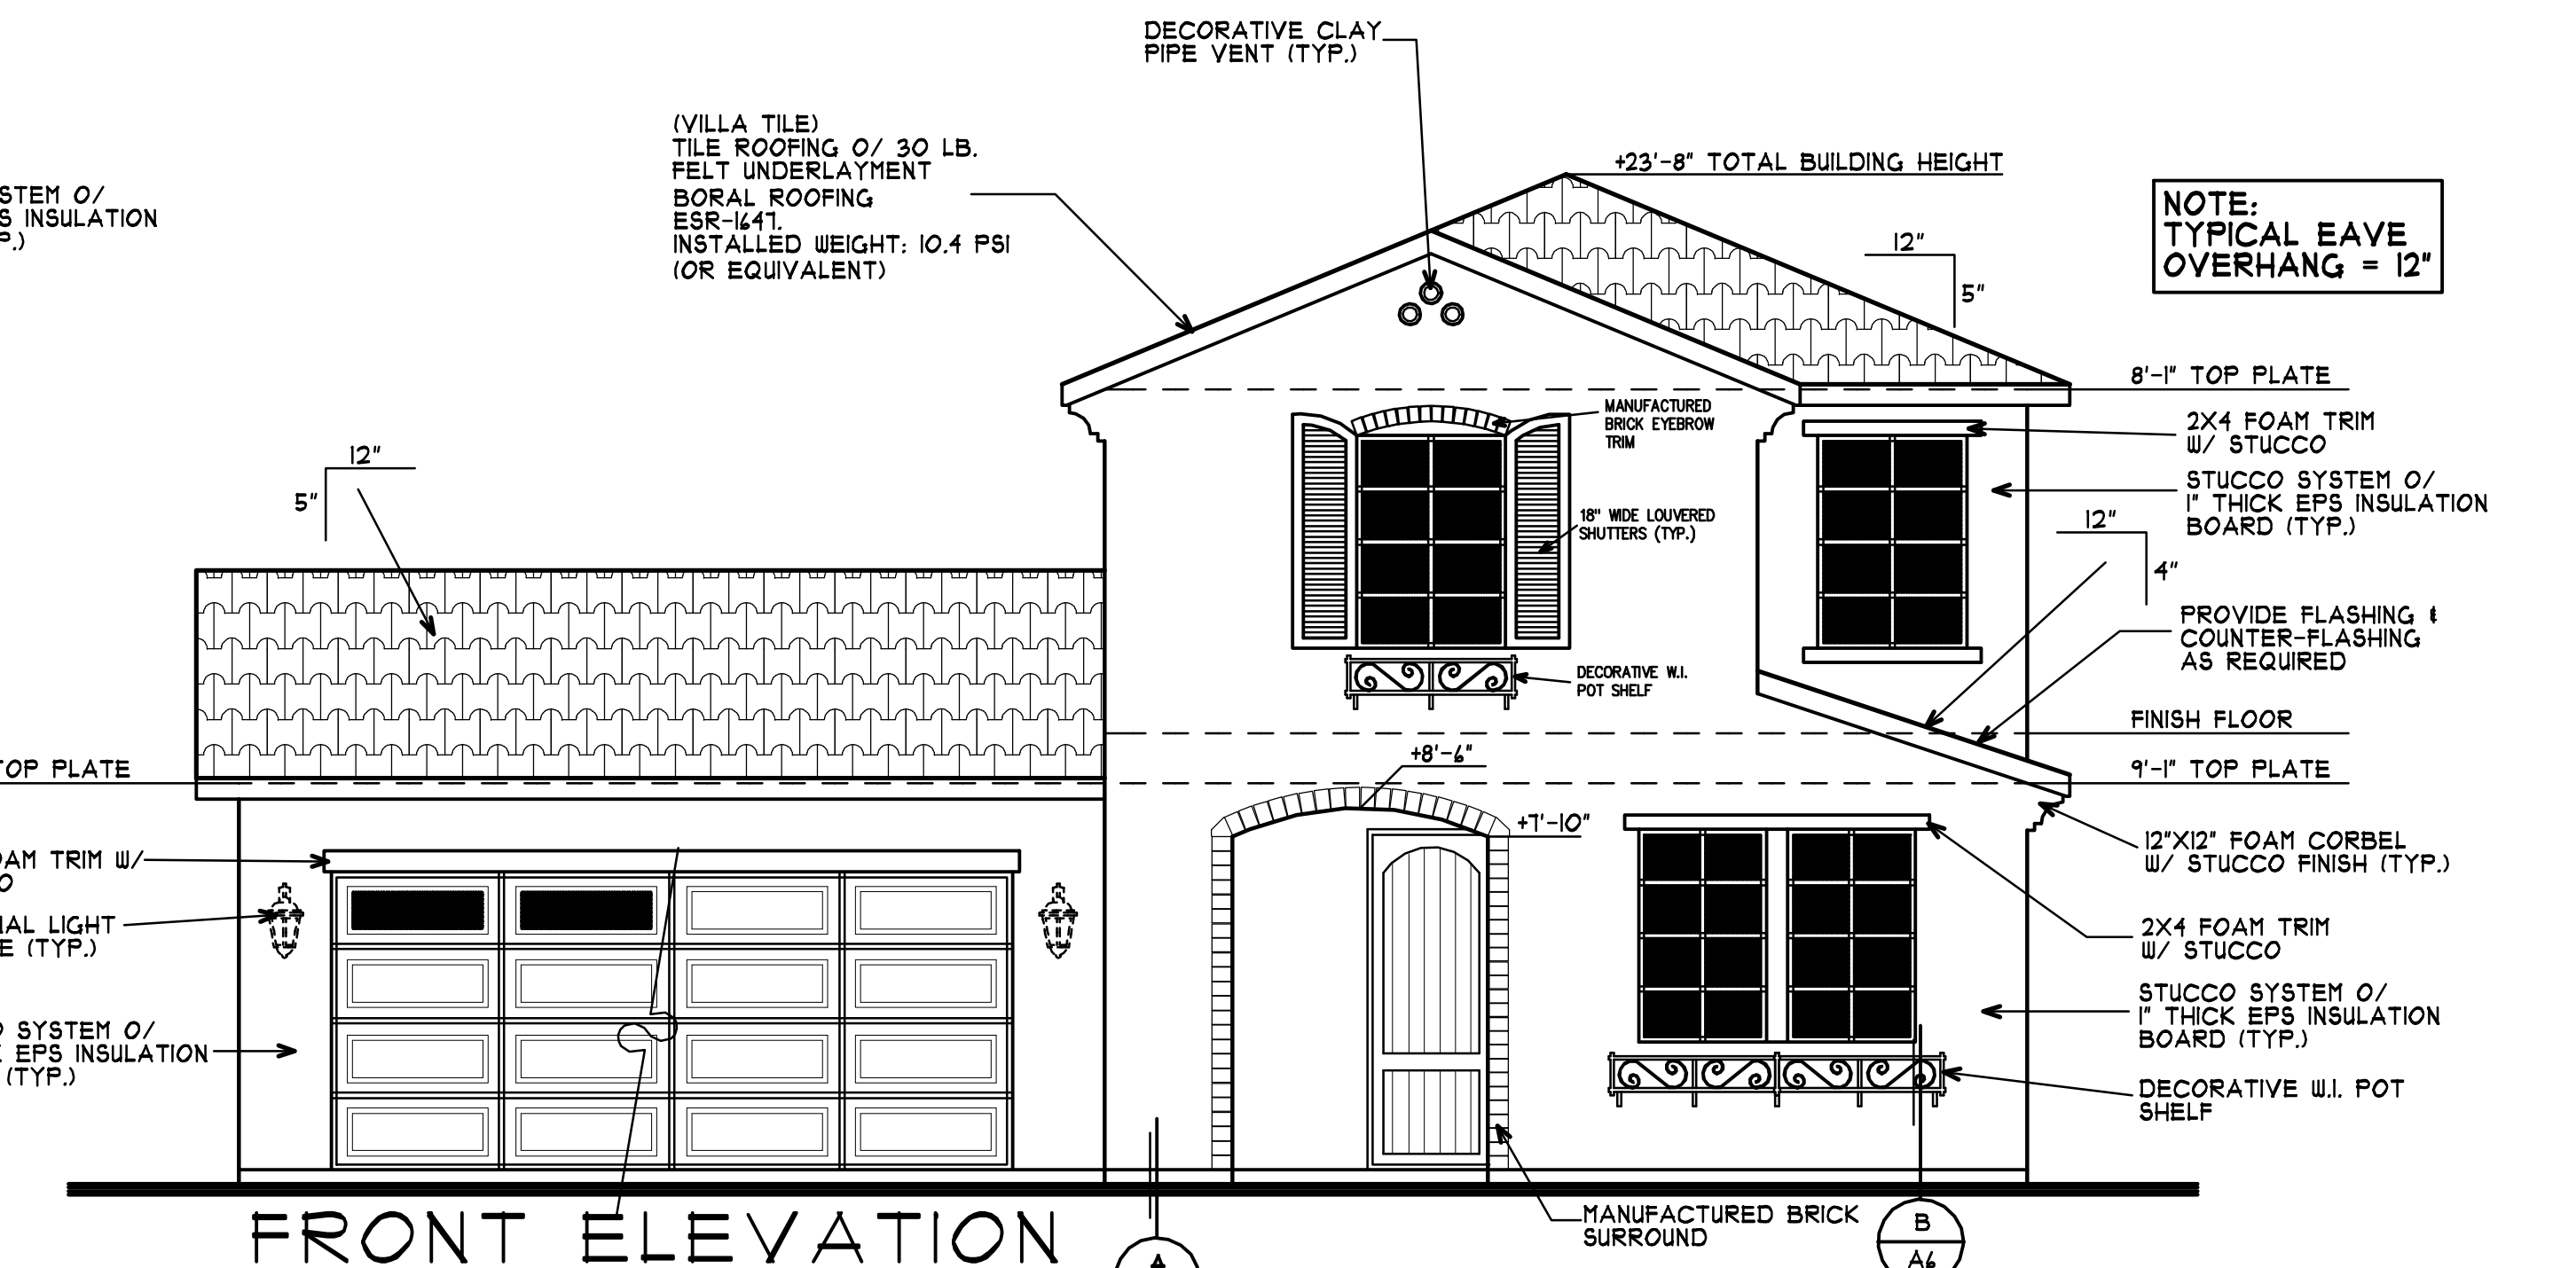 DECORATIVE CLAY
PIPE VENT (TYP.)
(VILLA TILE)
TILE ROOFING O/ 30 LB.
FELT UNDERLAYMENT
BORAL ROOFING
ESR-1647.
INSTALLED WEIGHT: 10.4 PSI
(OR EQUIVALENT)
+23'-8" TOTAL BUILDING HEIGHT
NOTE:
TYPICAL EAVE
OVERHANG = 12"
STEM O/
S INSULATION
P.)
12"
5"
8'-1" TOP PLATE
MANUFACTURED
BRICK EYEBROW
TRIM
2X4 FOAM TRIM
W/ STUCCO
STUCCO SYSTEM O/
1" THICK EPS INSULATION
BOARD (TYP.)
12"
5"
18" WIDE LOUVERED
SHUTTERS (TYP.)
12"
4"
PROVIDE FLASHING &
COUNTER-FLASHING
AS REQUIRED
DECORATIVE W.I.
POT SHELF
FINISH FLOOR
TOP PLATE
+8'-6"
9'-1" TOP PLATE
+7'-10"
12"X12" FOAM CORBEL
W/ STUCCO FINISH (TYP.)
OAM TRIM W/
O
NAL LIGHT
E (TYP.)
2X4 FOAM TRIM
W/ STUCCO
O SYSTEM O/
EPS INSULATION
(TYP.)
STUCCO SYSTEM O/
1" THICK EPS INSULATION
BOARD (TYP.)
DECORATIVE W.I. POT
SHELF
MANUFACTURED BRICK
SURROUND
FRONT ELEVATION
A
B
A6